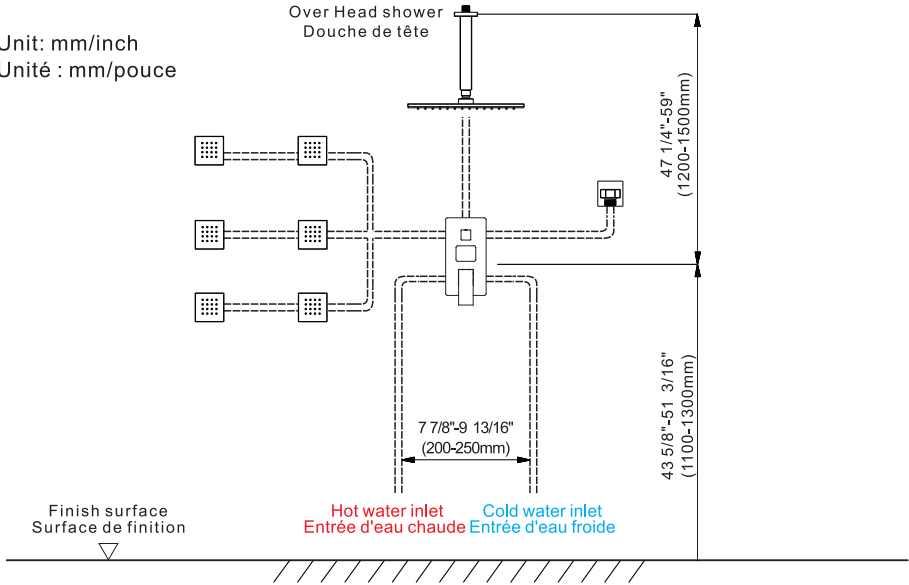 Over Head shower
Douche de tête
Unit: mm/inch
Unité : mm/pouce
47 1/4"-59"
(1200-1500mm)
43 5/8"-51 3/16"
(1100-1300mm)
7 7/8"-9 13/16"
(200-250mm)
Hot water inlet
Entrée d'eau chaude
Cold water inlet
Entrée d'eau froide
Finish surface
Surface de finition